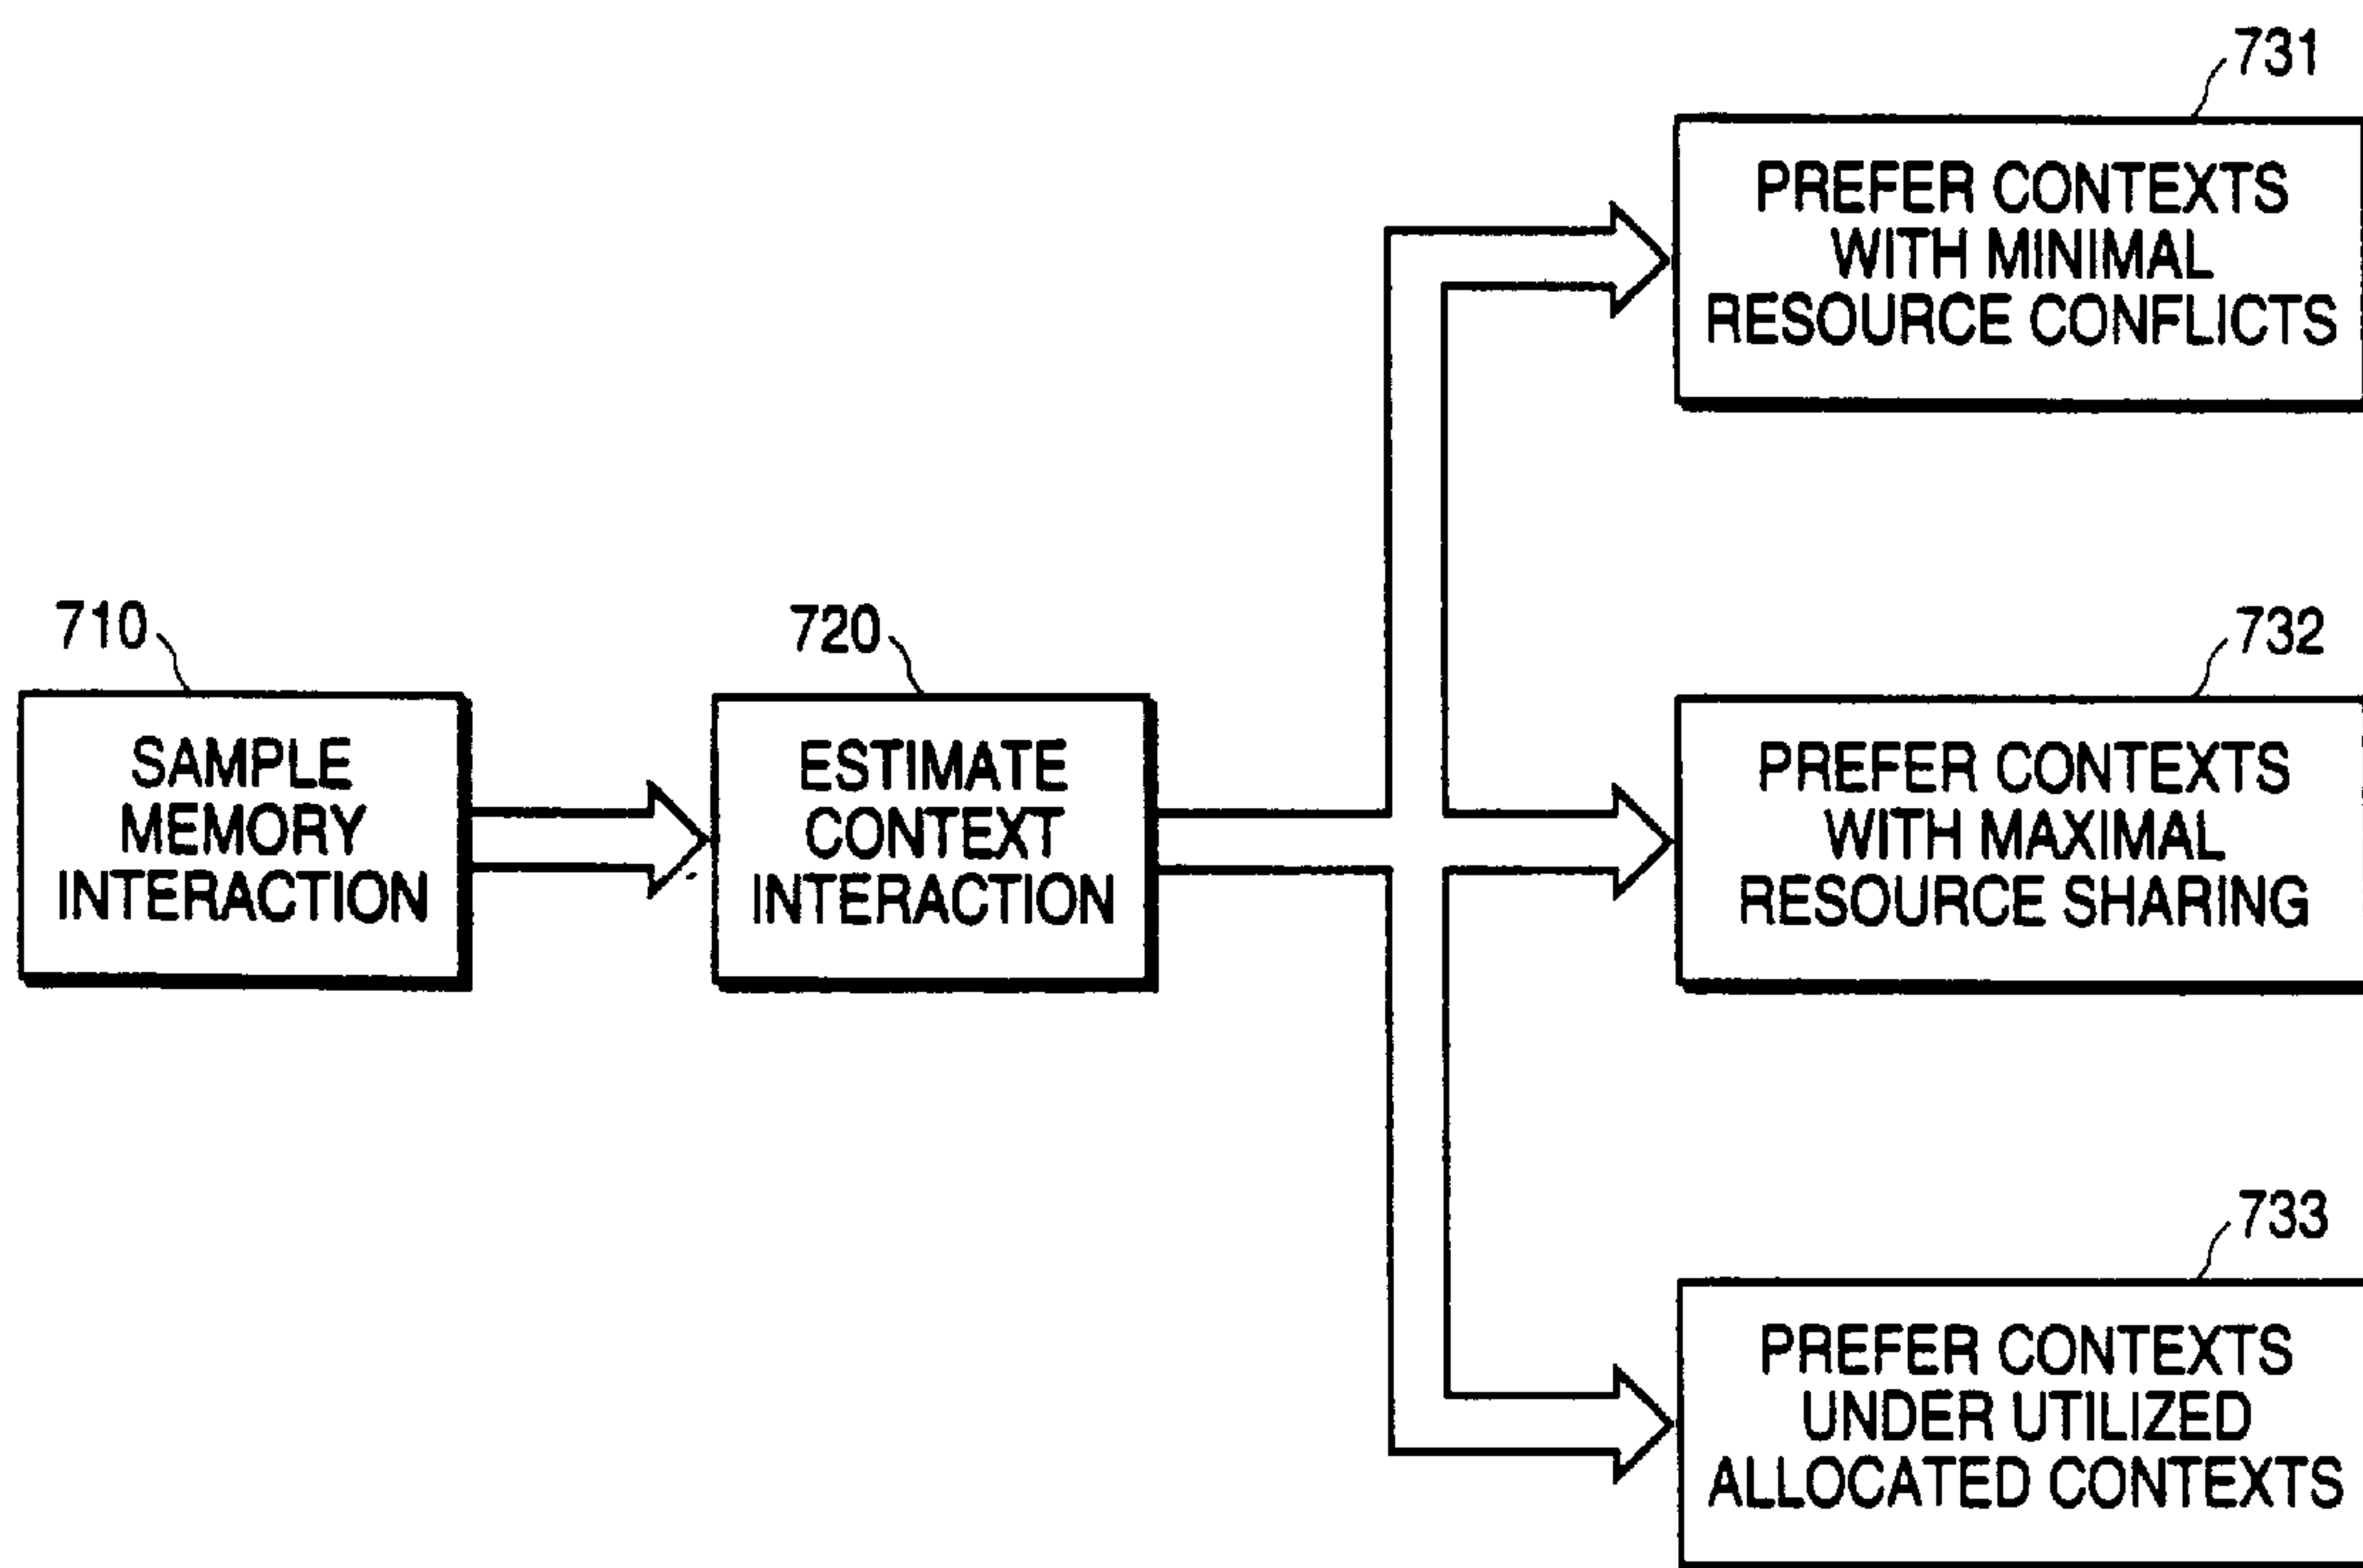 710
SAMPLE
MEMORY
INTERACTION
720
ESTIMATE
CONTEXT
INTERACTION
731
PREFER CONTEXTS
WITH MINIMAL
RESOURCE CONFLICTS
732
PREFER CONTEXTS
WITH MAXIMAL
RESOURCE SHARING
733
PREFER CONTEXTS
UNDER UTILIZED
ALLOCATED CONTEXTS